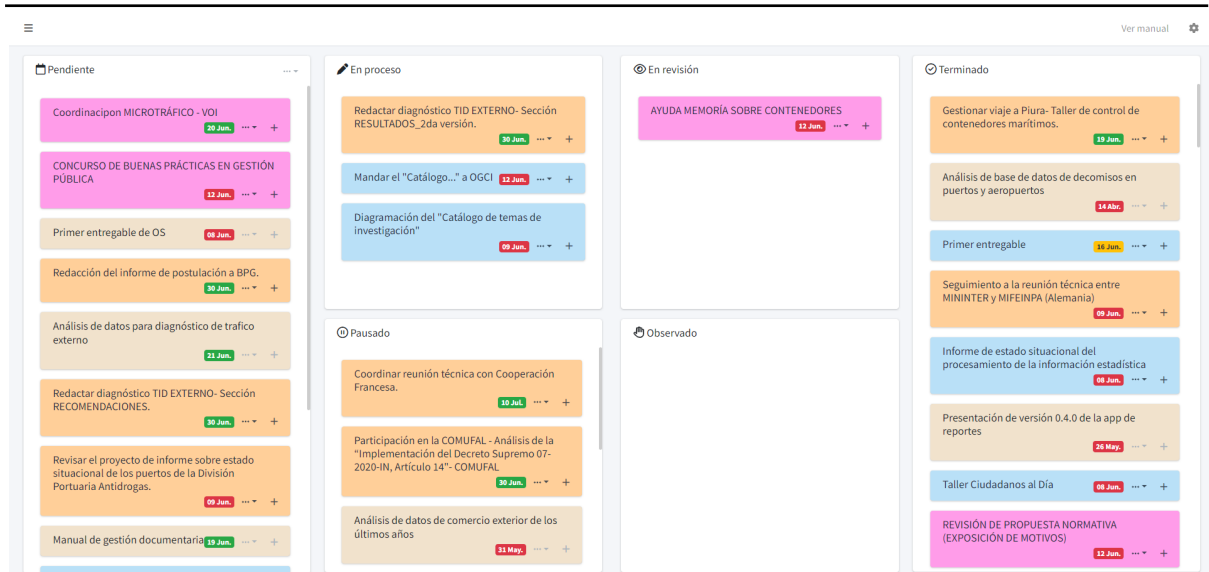 Ver manual
Pendiente
Coordinacipon MICROTRÁFICO - VOI
20 Jun.
CONCURSO DE BUENAS PRÁCTICAS EN GESTIÓN
PÚBLICA
12 Jun.
Primer entregable de OS
08 Jun.
Redacción del informe de postulación a BPG.
30 Jun.
Análisis de datos para diagnóstico de trafico
externo
21 Jun.
Redactar diagnóstico TID EXTERNO- Sección
RECOMENDACIONES.
30 Jun.
Revisar el proyecto de informe sobre estado
situacional de los puertos de la División
Portuaria Antidrogas.
09 Jun.
Manual de gestión documentaria
19 Jun.
En proceso
Redactar diagnóstico TID EXTERNO- Sección
RESULTADOS_2da versión.
30 Jun.
Mandar el "Catálogo..." a OGCI
12 Jun.
Diagramación del "Catálogo de temas de
investigación"
09 Jun.
Pausado
Coordinar reunión técnica con Cooperación
Francesa.
10 Jul.
Participación en la COMUFAL - Análisis de la
"Implementación del Decreto Supremo 07-
2020-IN, Artículo 14"- COMUFAL
30 Jun.
Análisis de datos de comercio exterior de los
últimos años
31 May.
En revisión
AYUDA MEMORÍA SOBRE CONTENEDORES
12 Jun.
Observado
Terminado
Gestionar viaje a Piura- Taller de control de
contenedores marítimos.
19 Jun.
Análisis de base de datos de decomisos en
puertos y aeropuertos
14 Abr.
Primer entregable
16 Jun.
Seguimiento a la reunión técnica entre
MININTER y MIFEINPA (Alemania)
09 Jun.
Informe de estado situacional del
procesamiento de la información estadística
08 Jun.
Presentación de versión 0.4.0 de la app de
reportes
26 May.
Taller Ciudadanos al Día
08 Jun.
REVISIÓN DE PROPUESTA NORMATIVA
(EXPOSICIÓN DE MOTIVOS)
12 Jun.